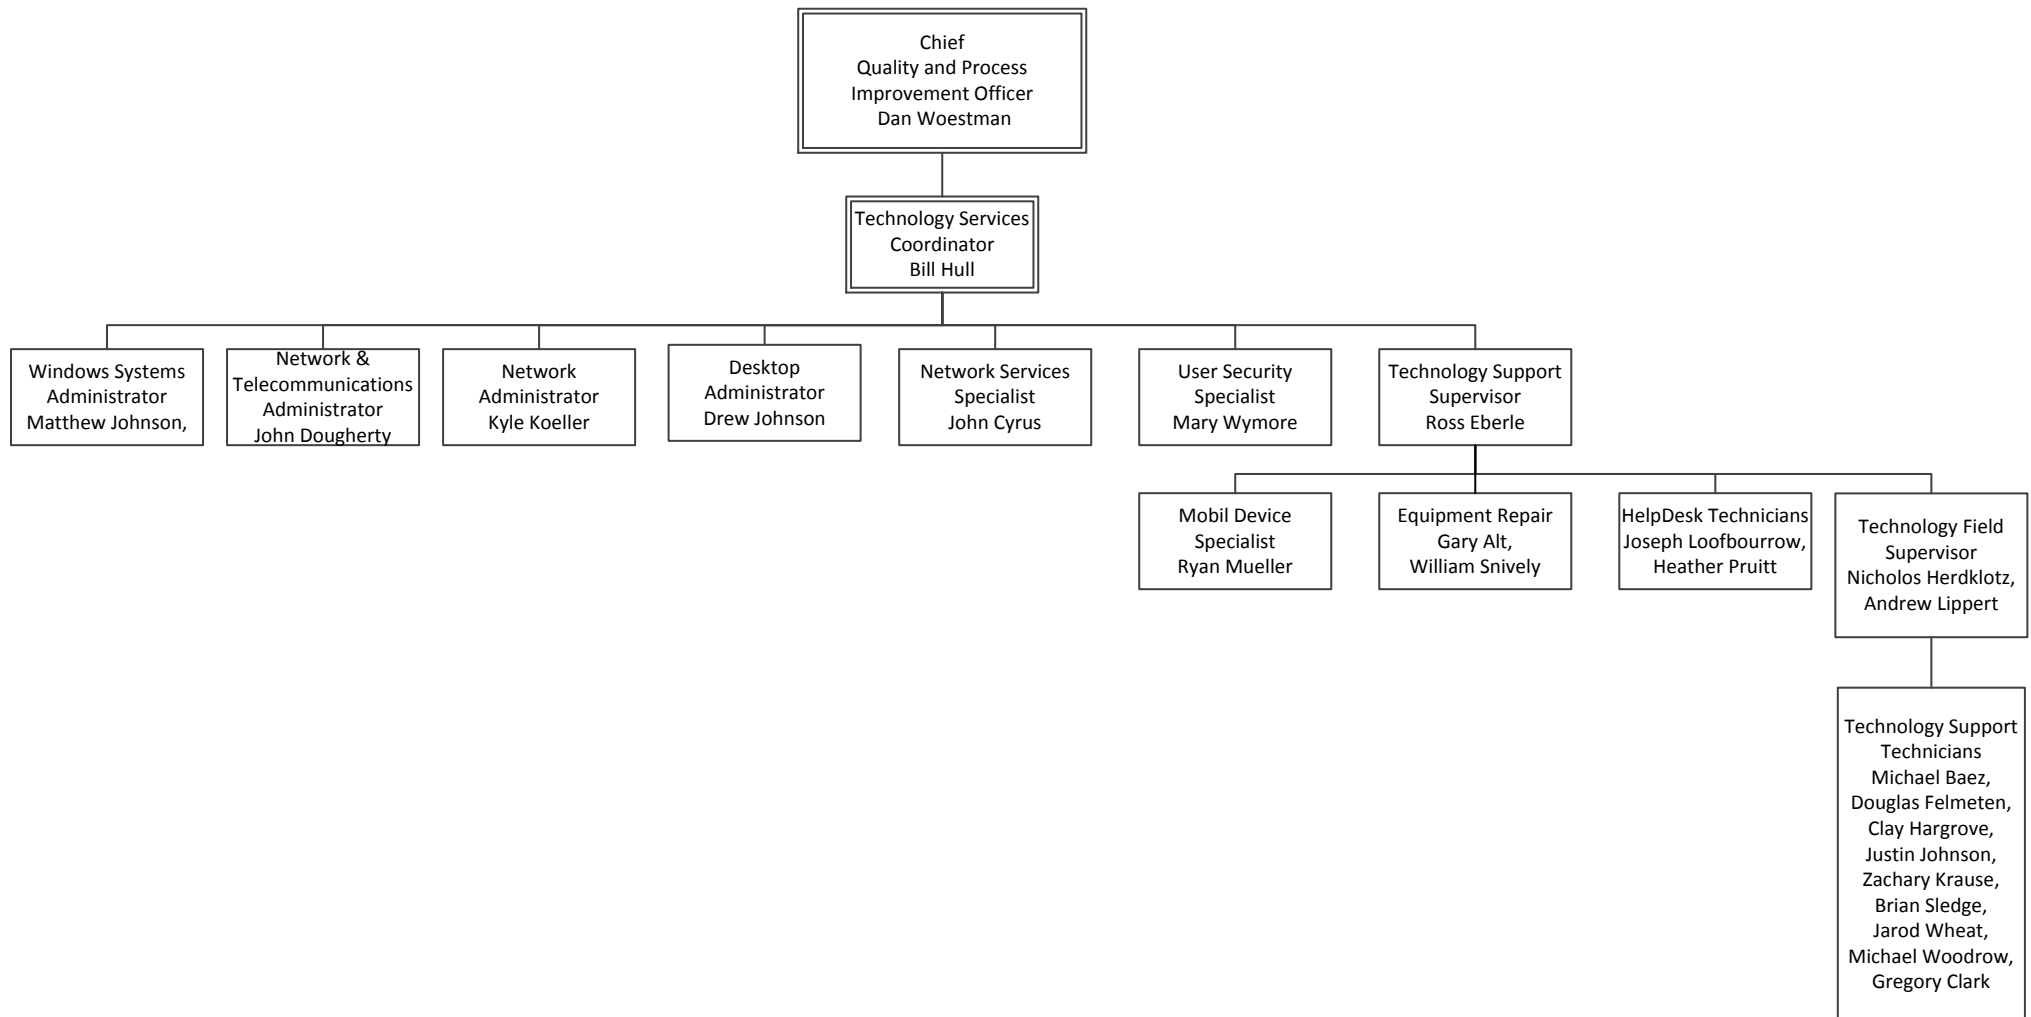 Chief
Quality and Process
Improvement Officer
Dan Woestman
Technology Services
Coordinator
Bill Hull
Windows Systems
Administrator
Matthew Johnson,
Network &
Telecommunications
Administrator
John Dougherty
Network
Administrator
Kyle Koeller
Desktop
Administrator
Drew Johnson
Network Services
Specialist
John Cyrus
User Security
Specialist
Mary Wymore
Technology Support
Supervisor
Ross Eberle
Mobil Device
Specialist
Ryan Mueller
Equipment Repair
Gary Alt,
William Snively
HelpDesk Technicians
Joseph Loofbourrow,
Heather Pruitt
Technology Field
Supervisor
Nicholos Herdklotz,
Andrew Lippert
Technology Support
Technicians
Michael Baez,
Douglas Felmeten,
Clay Hargrove,
Justin Johnson,
Zachary Krause,
Brian Sledge,
Jarod Wheat,
Michael Woodrow,
Gregory Clark